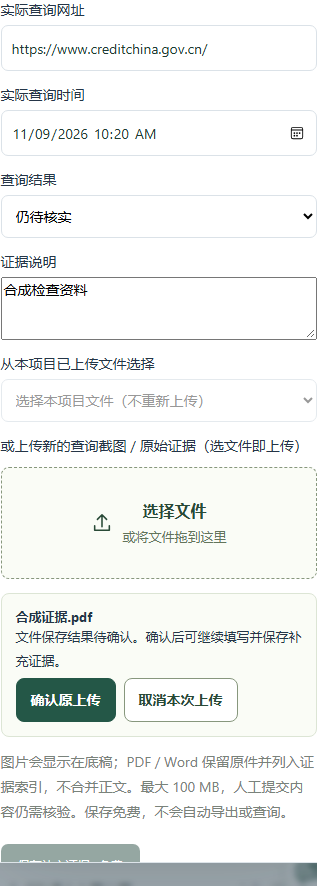 实际查询网址
https://www.creditchina.gov.cn/
实际查询时间
11/09/2026 10:20 AM
查询结果
仍待核实
证据说明
合成检查资料
从本项目已上传文件选择
选择本项目文件（不重新上传）
或上传新的查询截图 / 原始证据（选文件即上传）
选择文件
或将文件拖到这里
合成证据.pdf
文件保存结果待确认。确认后可继续填写并保存补
充证据。
确认原上传
取消本次上传
图片会显示在底稿；PDF / Word 保留原件并列入证
据索引，不合并正文。最大 100 MB，人工提交内
容仍需核验。保存免费，不会自动导出或查询。